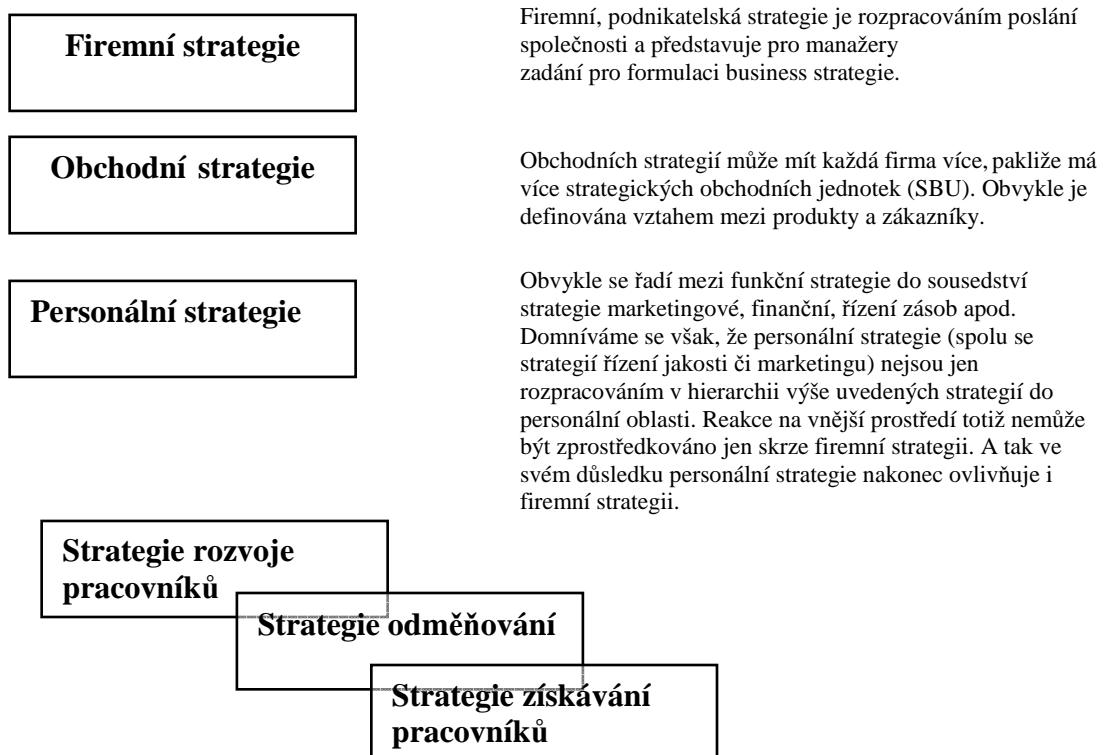 Firemní strategie
Firemní, podnikatelská strategie je rozpracováním poslání
společnosti a představuje pro manažery
zadání pro formulaci business strategie.
Obchodní strategie
Obchodních strategií může mít každá firma více, pakliže má
více strategických obchodních jednotek (SBU). Obvykle je
definována vztahem mezi produkty a zákazníky.
Personální strategie
Obvykle se řadí mezi funkční strategie do sousedství
strategie marketingové, finanční, řízení zásob apod.
Domníváme se však, že personální strategie (spolu se
strategií řízení jakosti či marketingu) nejsou jen
rozpracováním v hierarchii výše uvedených strategií do
personální oblasti. Reakce na vnější prostředí totiž nemůže
být zprostředkováno jen skrze firemní strategii. A tak ve
svém důsledku personální strategie nakonec ovlivňuje i
firemní strategii.
Strategie rozvoje
pracovníků
Strategie odměňování
Strategie získávání
pracovníků